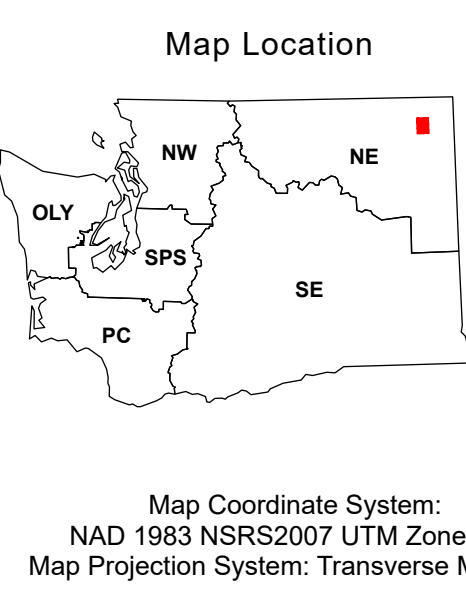 Map Location
NW
NE
OLY
SPS
SE
PC
Map Coordinate System:
NAD 1983 NSRS2007 UTM Zone
Map Projection System: Transverse